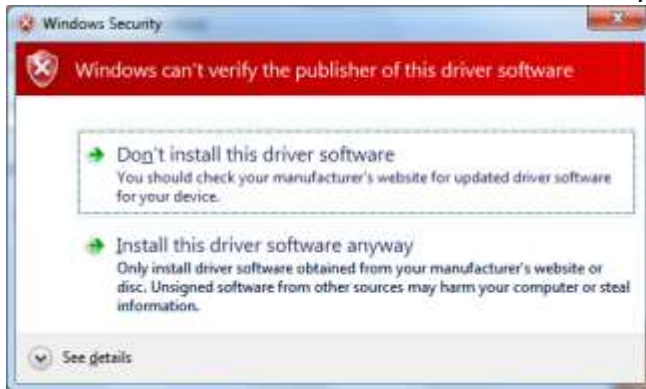 Windows Security
Windows can't verify the publisher of this driver software
Don't install this driver software
You should check your manufacturer's website for updated driver software
for your device.
Install this driver software anyway
Only install driver software obtained from your manufacturer's website or
disc. Unsigned software from other sources may harm your computer or steal
information.
See details